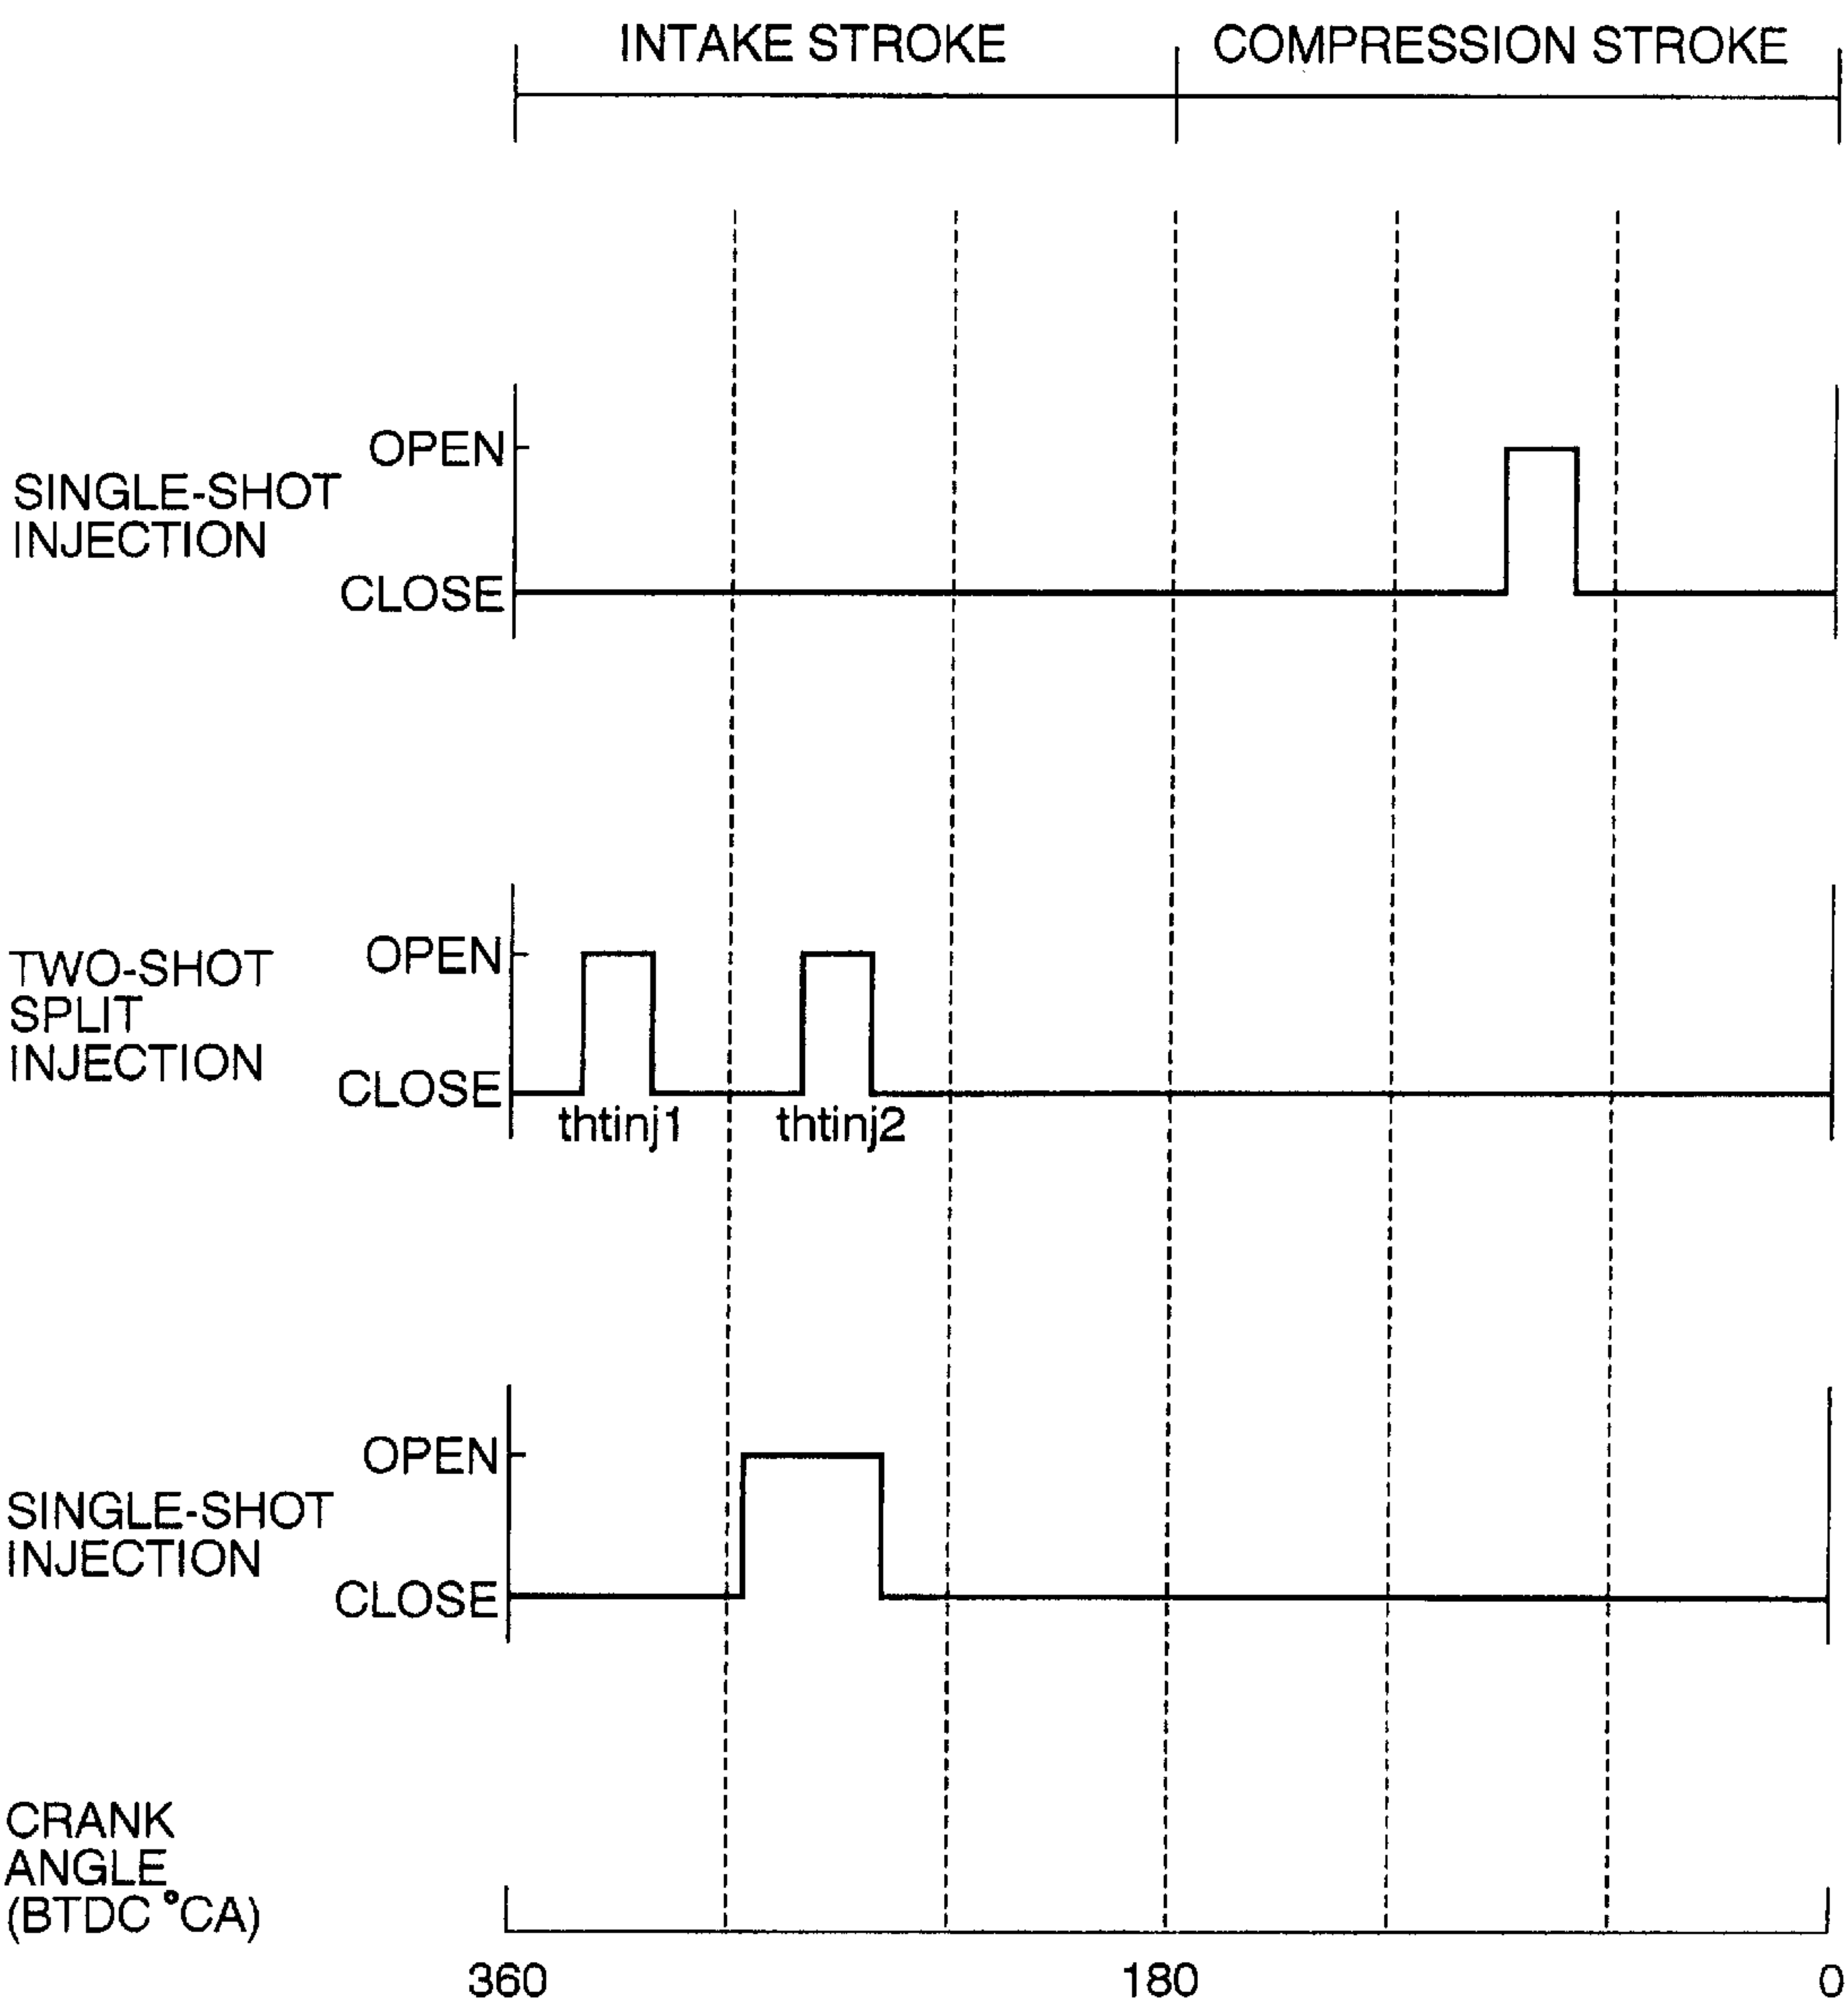 INTAKE STROKE
COMPRESSION STROKE
OPEN
SINGLE-SHOT
INJECTION
CLOSE
OPEN
TWO-SHOT
SPLIT
INJECTION
CLOSE
thtinj1
thtinj2
OPEN
SINGLE-SHOT
INJECTION
CLOSE
CRANK
ANGLE
(BTDC°CA)
360
180
0